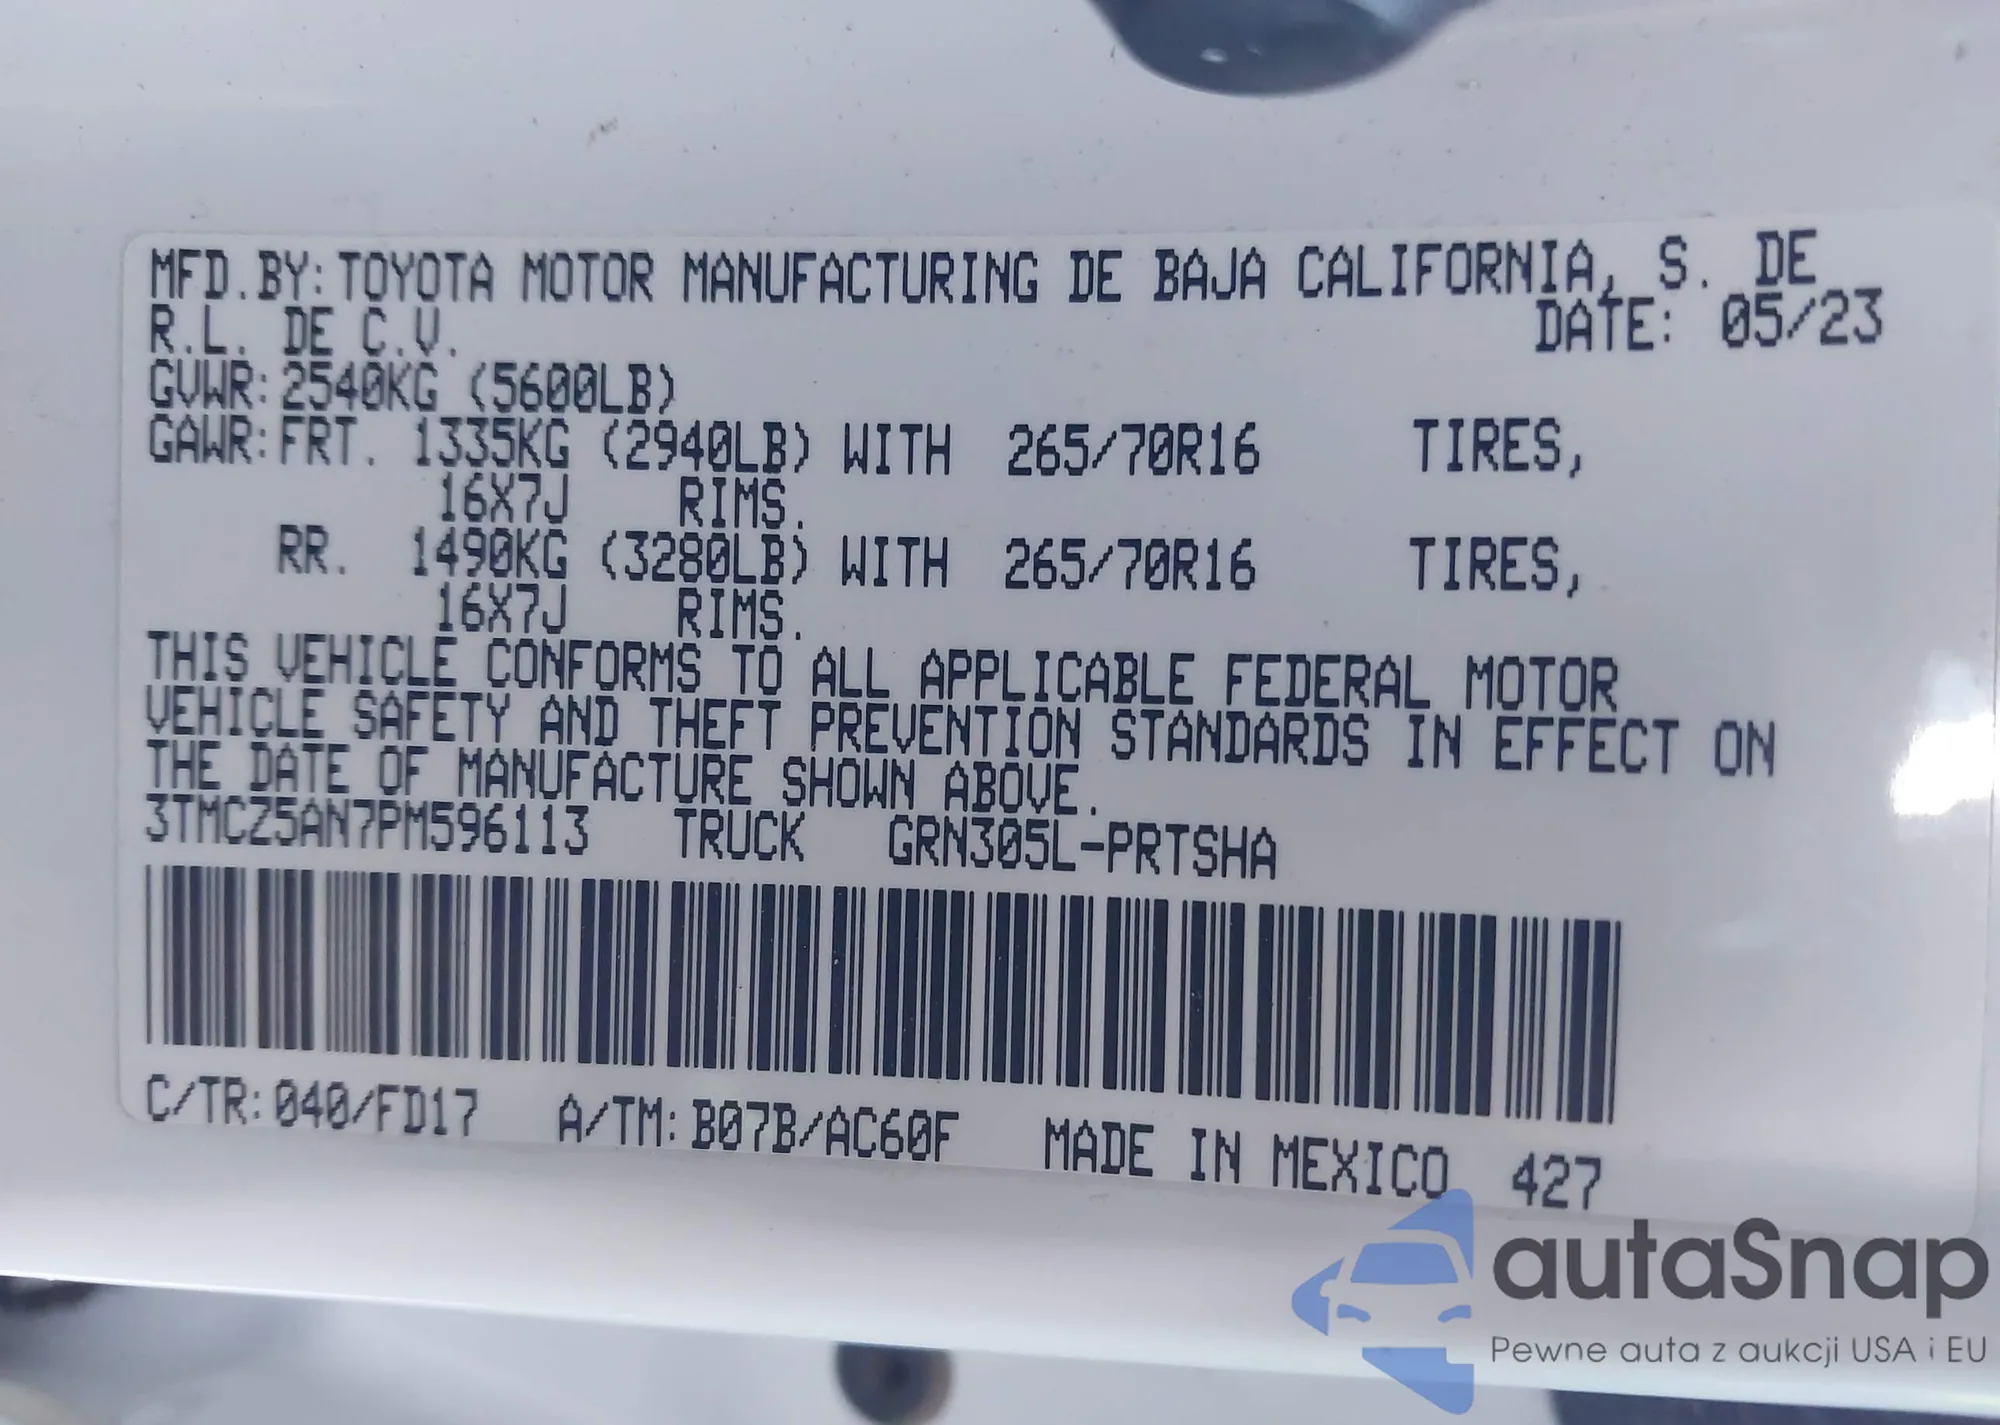 MFD.BY:TOYOTA MOTOR MANUFACTURING DE BAJA CALIFORNIA, S. DE
R.L. DE C.V. DATE: 05/23
GVWR:2540KG (5600LB)
GAWR:FRT. 1335KG (2940LB) WITH 265/70R16 TIRES,
16X7J RIMS.
RR. 1490KG (3280LB) WITH 265/70R16 TIRES,
16X7J RIMS.
THIS VEHICLE CONFORMS TO ALL APPLICABLE FEDERAL MOTOR
VEHICLE SAFETY AND THEFT PREVENTION STANDARDS IN EFFECT ON
THE DATE OF MANUFACTURE SHOWN ABOVE.
3TMCZ5AN7PM596113 TRUCK GRN305L-PRTSHA
C/TR:040/FD17 A/TM:B07B/AC60F MADE IN MEXICO 427
autaSnap
Pewne auta z aukcji USA i EU